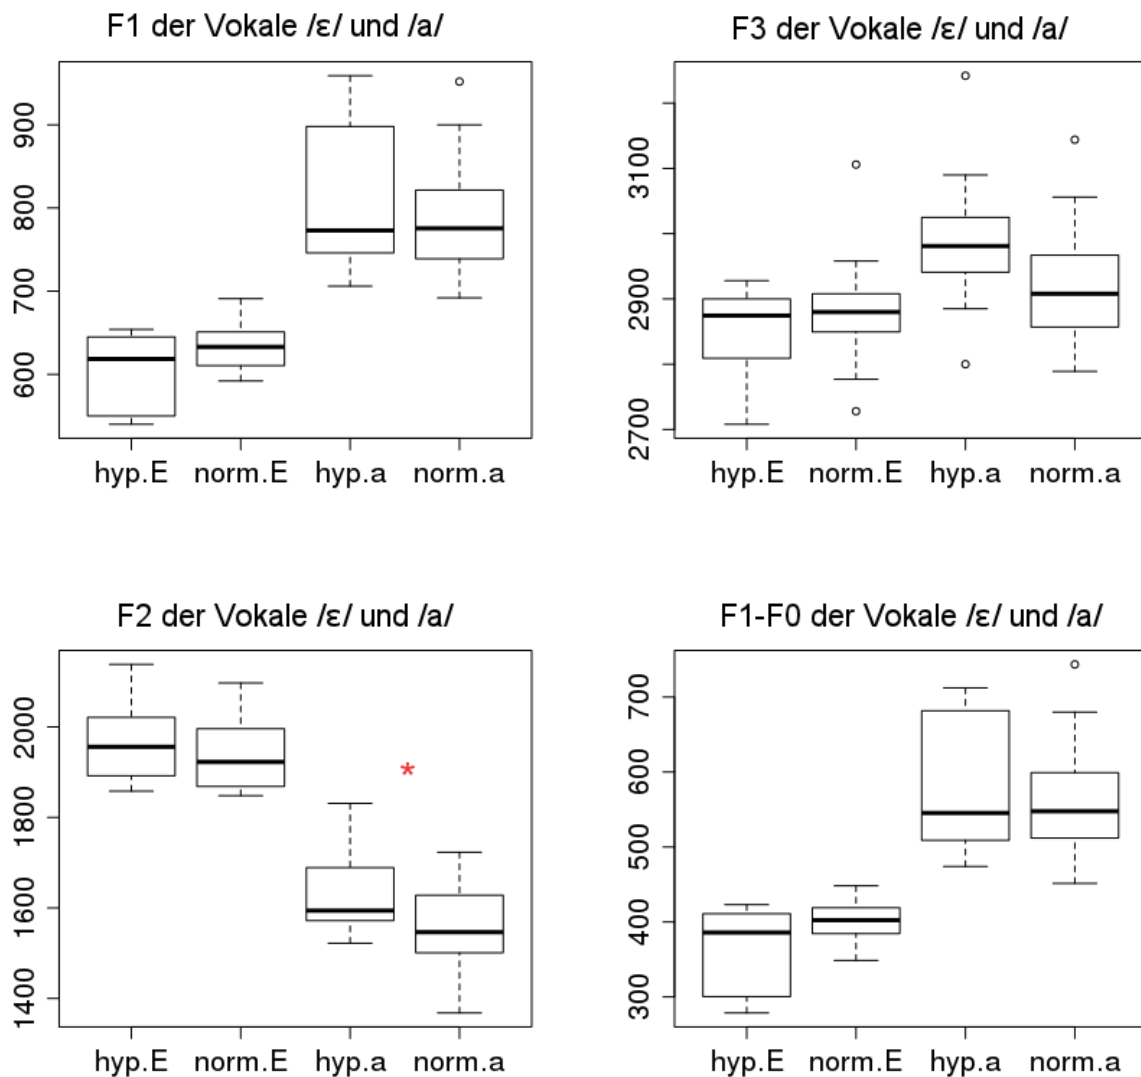 F1 der Vokale /ɛ/ und /a/
900
800
700
600
hyp.E norm.E hyp.a norm.a
F3 der Vokale /ɛ/ und /a/
3100
2900
2700
hyp.E norm.E hyp.a norm.a
F2 der Vokale /ɛ/ und /a/
2000
1800
1600
1400
*
hyp.E norm.E hyp.a norm.a
F1-F0 der Vokale /ɛ/ und /a/
700
600
500
400
300
hyp.E norm.E hyp.a norm.a